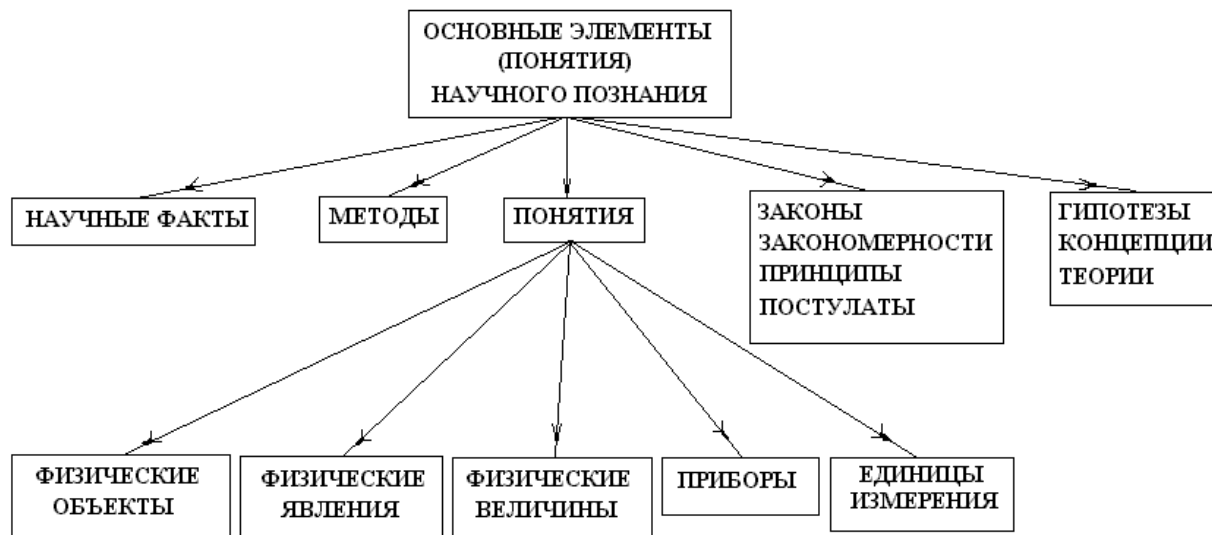 ОСНОВНЫЕ ЭЛЕМЕНТЫ
(ПОНЯТИЯ)
НАУЧНОГО ПОЗНАНИЯ
НАУЧНЫЕ ФАКТЫ
МЕТОДЫ
ПОНЯТИЯ
ЗАКОНЫ
ЗАКОНОМЕРНОСТИ
ПРИНЦИПЫ
ПОСТУЛАТЫ
ГИПОТЕЗЫ
КОНЦЕПЦИИ
ТЕОРИИ
ФИЗИЧЕСКИЕ
ОБЪЕКТЫ
ФИЗИЧЕСКИЕ
ЯВЛЕНИЯ
ФИЗИЧЕСКИЕ
ВЕЛИЧИНЫ
ПРИБОРЫ
ЕДИНИЦЫ
ИЗМЕРЕНИЯ